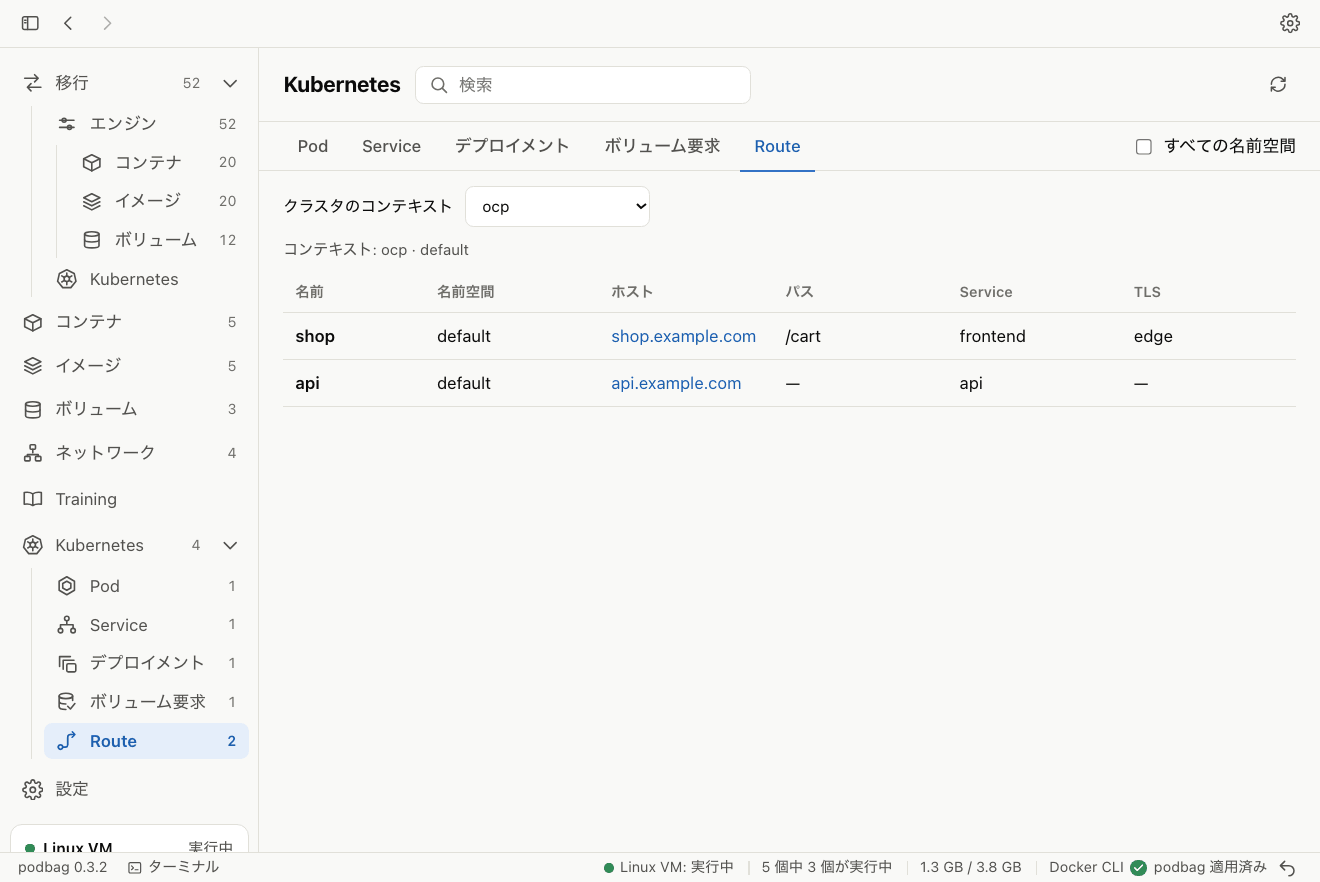 移行 52
エンジン 52
コンテナ 20
イメージ 20
ボリューム 12
Kubernetes
コンテナ 5
イメージ 5
ボリューム 3
ネットワーク 4
Training
Kubernetes 4
Pod 1
Service 1
デプロイメント 1
ボリューム要求 1
Route 2
設定
Linux VM 実行中
Kubernetes 検索
Pod Service デプロイメント ボリューム要求 Route すべての名前空間
クラスタのコンテキスト ocp
コンテキスト: ocp · default
名前 名前空間 ホスト パス Service TLS
shop default shop.example.com /cart frontend edge
api default api.example.com — api —
podbag 0.3.2 ターミナル Linux VM: 実行中 5 個中 3 個が実行中 1.3 GB / 3.8 GB Docker CLI podbag 適用済み